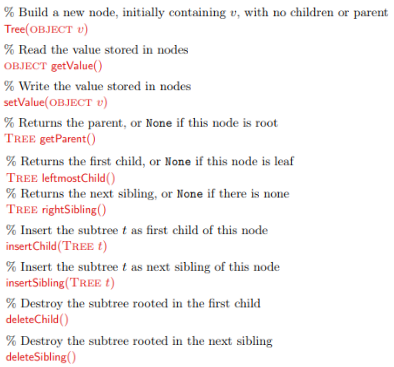 % Build a new node, initially containing v, with no children or parent
Tree(OBJECT v)
% Read the value stored in nodes
OBJECT getValue()
% Write the value stored in nodes
setValue(OBJECT v)
% Returns the parent, or None if this node is root
TREE getParent()
% Returns the first child, or None if this node is leaf
TREE leftmostChild()
% Returns the next sibling, or None if there is none
TREE rightSibling()
% Insert the subtree t as first child of this node
insertChild(TREE t)
% Insert the subtree t as next sibling of this node
insertSibling(TREE t)
% Destroy the subtree rooted in the first child
deleteChild()
% Destroy the subtree rooted in the next sibling
deleteSibling()